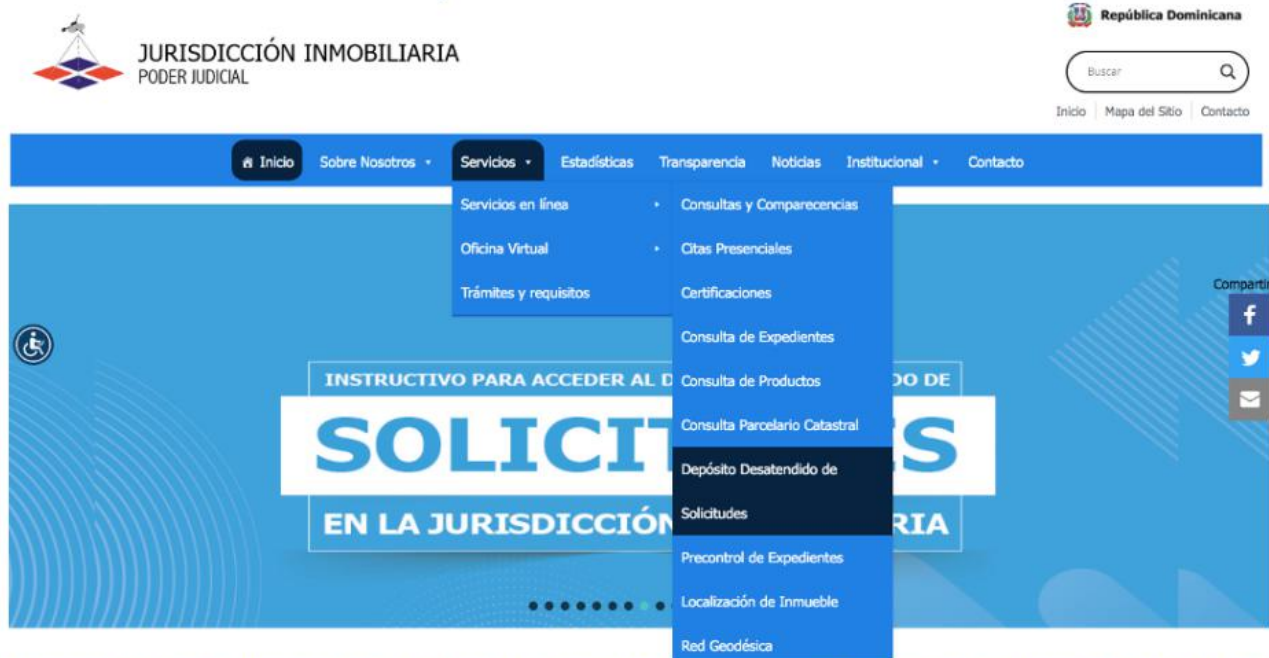 República Dominicana
JURISDICCIÓN INMOBILIARIA
PODER JUDICIAL
Buscar
Inicio Mapa del Sitio Contacto
Inicio Sobre Nosotros Servicios Estadísticas Transparencia Noticias Institucional Contacto
Servicios en línea
Oficina Virtual
Trámites y requisitos
Consultas y Comparecencias
Citas Presenciales
Certificaciones
Consulta de Expedientes
Consulta de Productos
Consulta Parcelario Catastral
Depósito Desatendido de
Solicitudes
Precontrol de Expedientes
Localización de Inmueble
Red Geodésica
Compartir
INSTRUCTIVO PARA ACCEDER AL D DO DE
SOLICIT ES
EN LA JURISDICCIÓN RIA